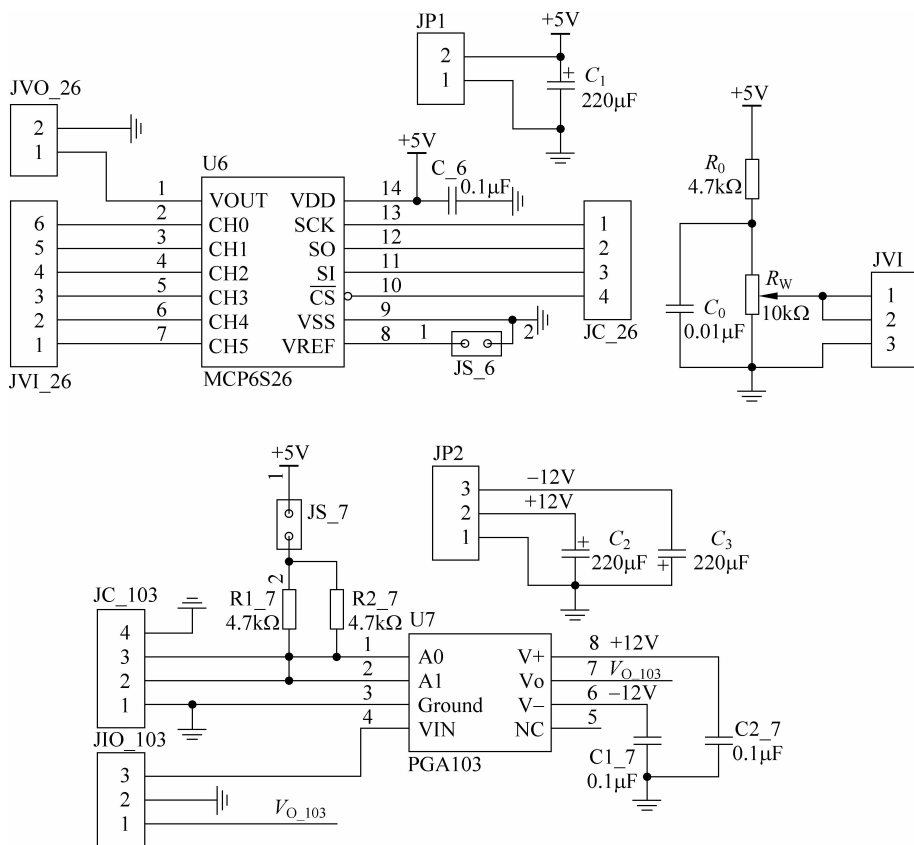 JP1
+5V
2
1
+
C1
220μF
JVO_26
2
1
+5V
C_6
0.1μF
+5V
R0
4.7kΩ
U6
1
VOUT
VDD
14
6
2
CH0
SCK
13
1
5
3
CH1
SO
12
2
4
4
CH2
SI
11
3
3
5
CH3
CS
10
4
2
6
CH4
VSS
9
1
7
CH5
VREF
8
1
2
JVI_26
MCP6S26
JS_6
JC_26
RW
10kΩ
C0
0.01μF
JVI
1
2
3
+5V
1
JS_7
2
JP2
3
−12V
2
+12V
1
+
C2
220μF
C3
220μF
+
JC_103
R1_7
4.7kΩ
R2_7
4.7kΩ
U7
4
3
1
A0
V+
8
+12V
2
2
A1
Vo
7
VO_103
1
3
Ground
V−
6
−12V
4
VIN
NC
5
JIO_103
PGA103
C1_7
0.1μF
C2_7
0.1μF
3
2
1
VO_103